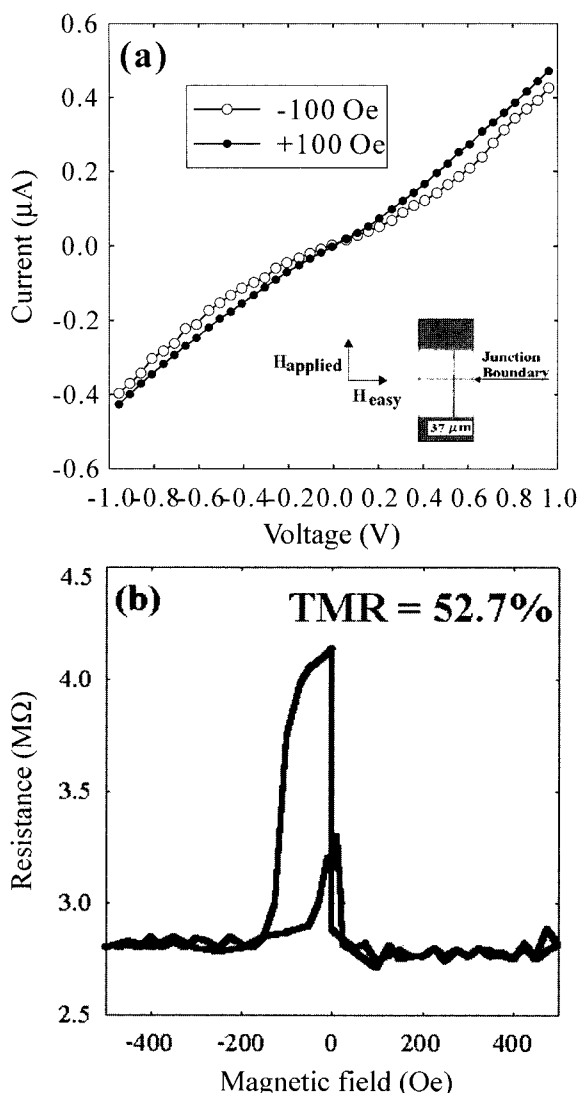 (a)
0.6
0.4
0.2
0.0
-0.2
-0.4
-0.6
Current (μA)
-100 Oe
+100 Oe
Happlied
Heasy
Junction
Boundary
37 μm
-1.0-0.8-0.6-0.4-0.2 0.0 0.2 0.4 0.6 0.8 1.0
Voltage (V)
(b)
TMR = 52.7%
4.5
4.0
3.5
3.0
2.5
Resistance (MΩ)
-400 -200 0 200 400
Magnetic field (Oe)